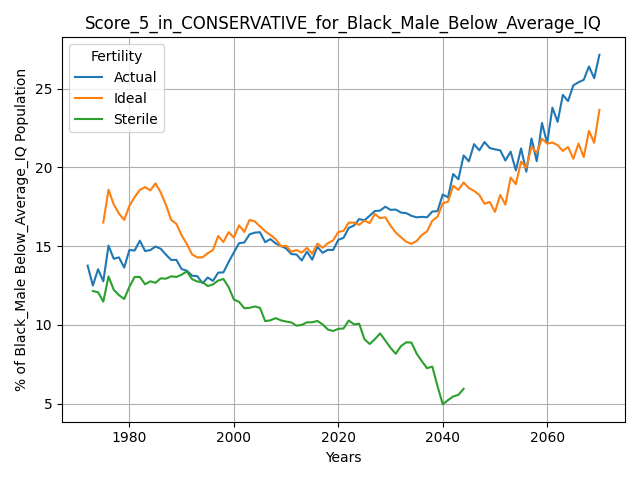 Score_5_in_CONSERVATIVE_for_Black_Male_Below_Average_IQ
Fertility
Actual
Ideal
Sterile
% of Black_Male Below_Average_IQ Population
25
20
15
10
5
1980
2000
2020
2040
2060
Years